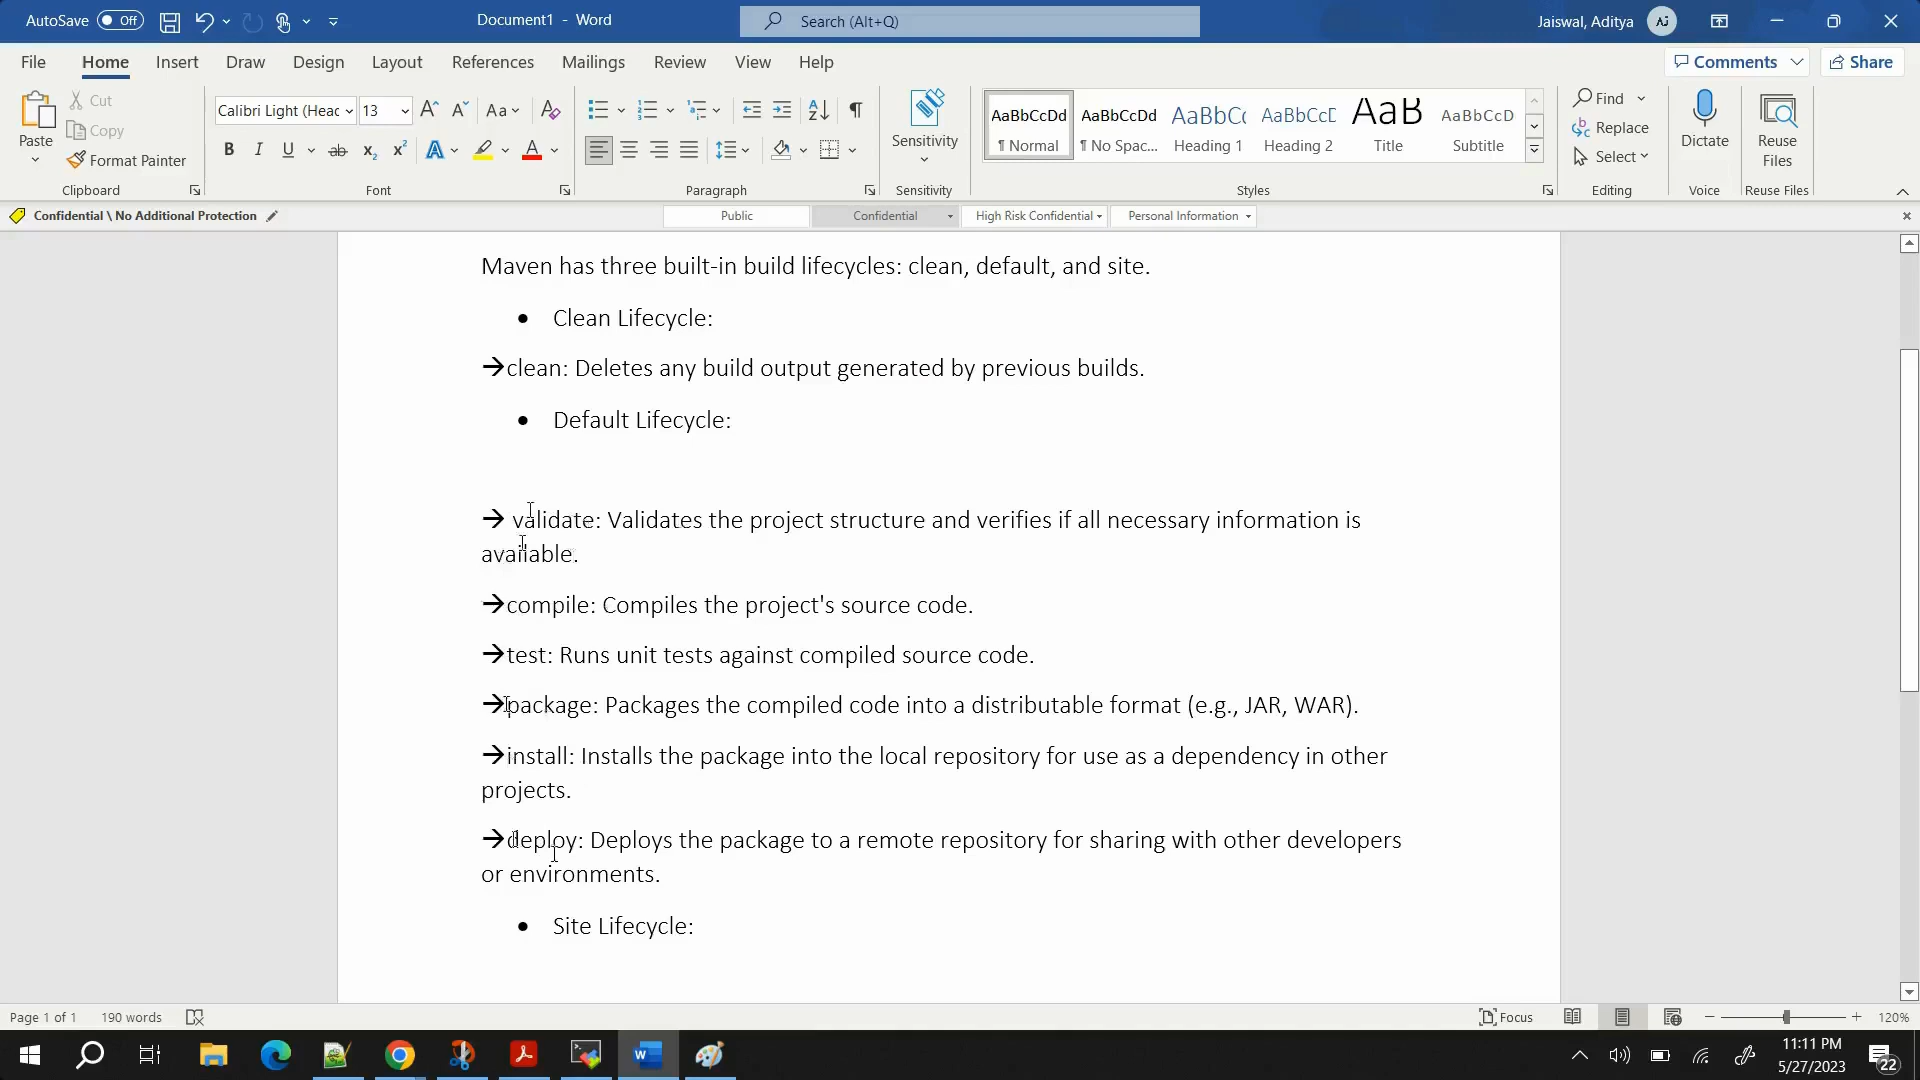 AutoSave Off Document1 - Word Search (Alt+Q) Jaiswal, Aditya AJ
File Home Insert Draw Design Layout References Mailings Review View Help Comments Share
Paste Cut Copy Format Painter Clipboard
Calibri Light (Heac 13 Aa A
B I U ab x₂ x² A A Font
Paragraph
Sensitivity
Sensitivity
AaBbCcDd AaBbCcDd AaBbCc AaBbCcD AaB AaBbCcD
¶ Normal ¶ No Spac... Heading 1 Heading 2 Title Subtitle
Styles
Find
Replace
Select
Editing
Dictate
Voice
Reuse
Files
Reuse Files
Confidential \ No Additional Protection Public Confidential High Risk Confidential Personal Information
Maven has three built-in build lifecycles: clean, default, and site.
• Clean Lifecycle:
→clean: Deletes any build output generated by previous builds.
• Default Lifecycle:
→ validate: Validates the project structure and verifies if all necessary information is
available.
→compile: Compiles the project's source code.
→test: Runs unit tests against compiled source code.
→package: Packages the compiled code into a distributable format (e.g., JAR, WAR).
→install: Installs the package into the local repository for use as a dependency in other
projects.
→deploy: Deploys the package to a remote repository for sharing with other developers
or environments.
• Site Lifecycle:
Page 1 of 1 190 words Focus 120%
11:11 PM
5/27/2023
22